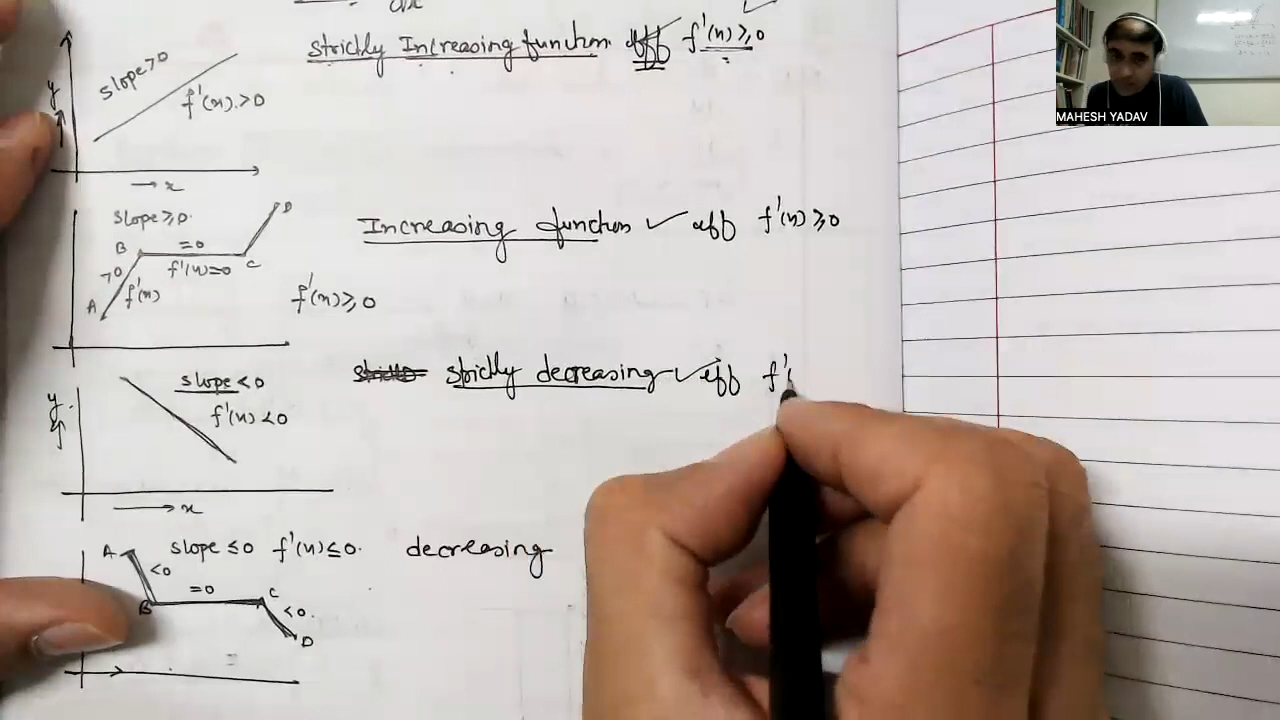 dx
strictly Increasing function iff f'(x) ≥ 0
MAHESH YADAV
slope > 0
f'(x) > 0
y
→ x
slope ≥ 0.
Increasing function ✓ iff f'(x) ≥ 0
B = 0 D
f'(x) = 0 C
>0
A f'(x)
f'(x) ≥ 0
slope < 0
strictly decreasing ✓ iff f'(
f'(x) < 0
y
→ x
A slope ≤ 0 f'(x) ≤ 0. decreasing
<0
= 0 C
B <0.
D